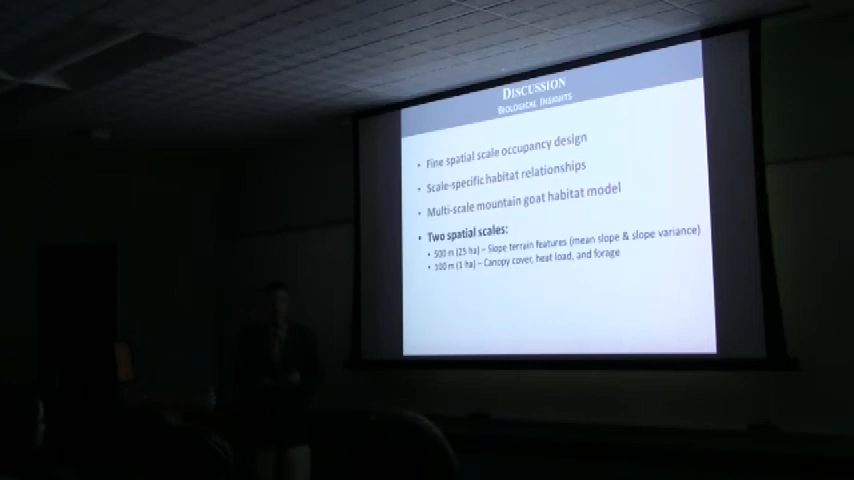 DISCUSSION
BIOLOGICAL INSIGHTS
• Fine spatial scale occupancy design
• Scale-specific habitat relationships
• Multi-scale mountain goat habitat model
• Two spatial scales:
• 500 m (25 ha) – Slope terrain features (mean slope & slope variance)
• 100 m (1 ha) – Canopy cover, heat load, and forage